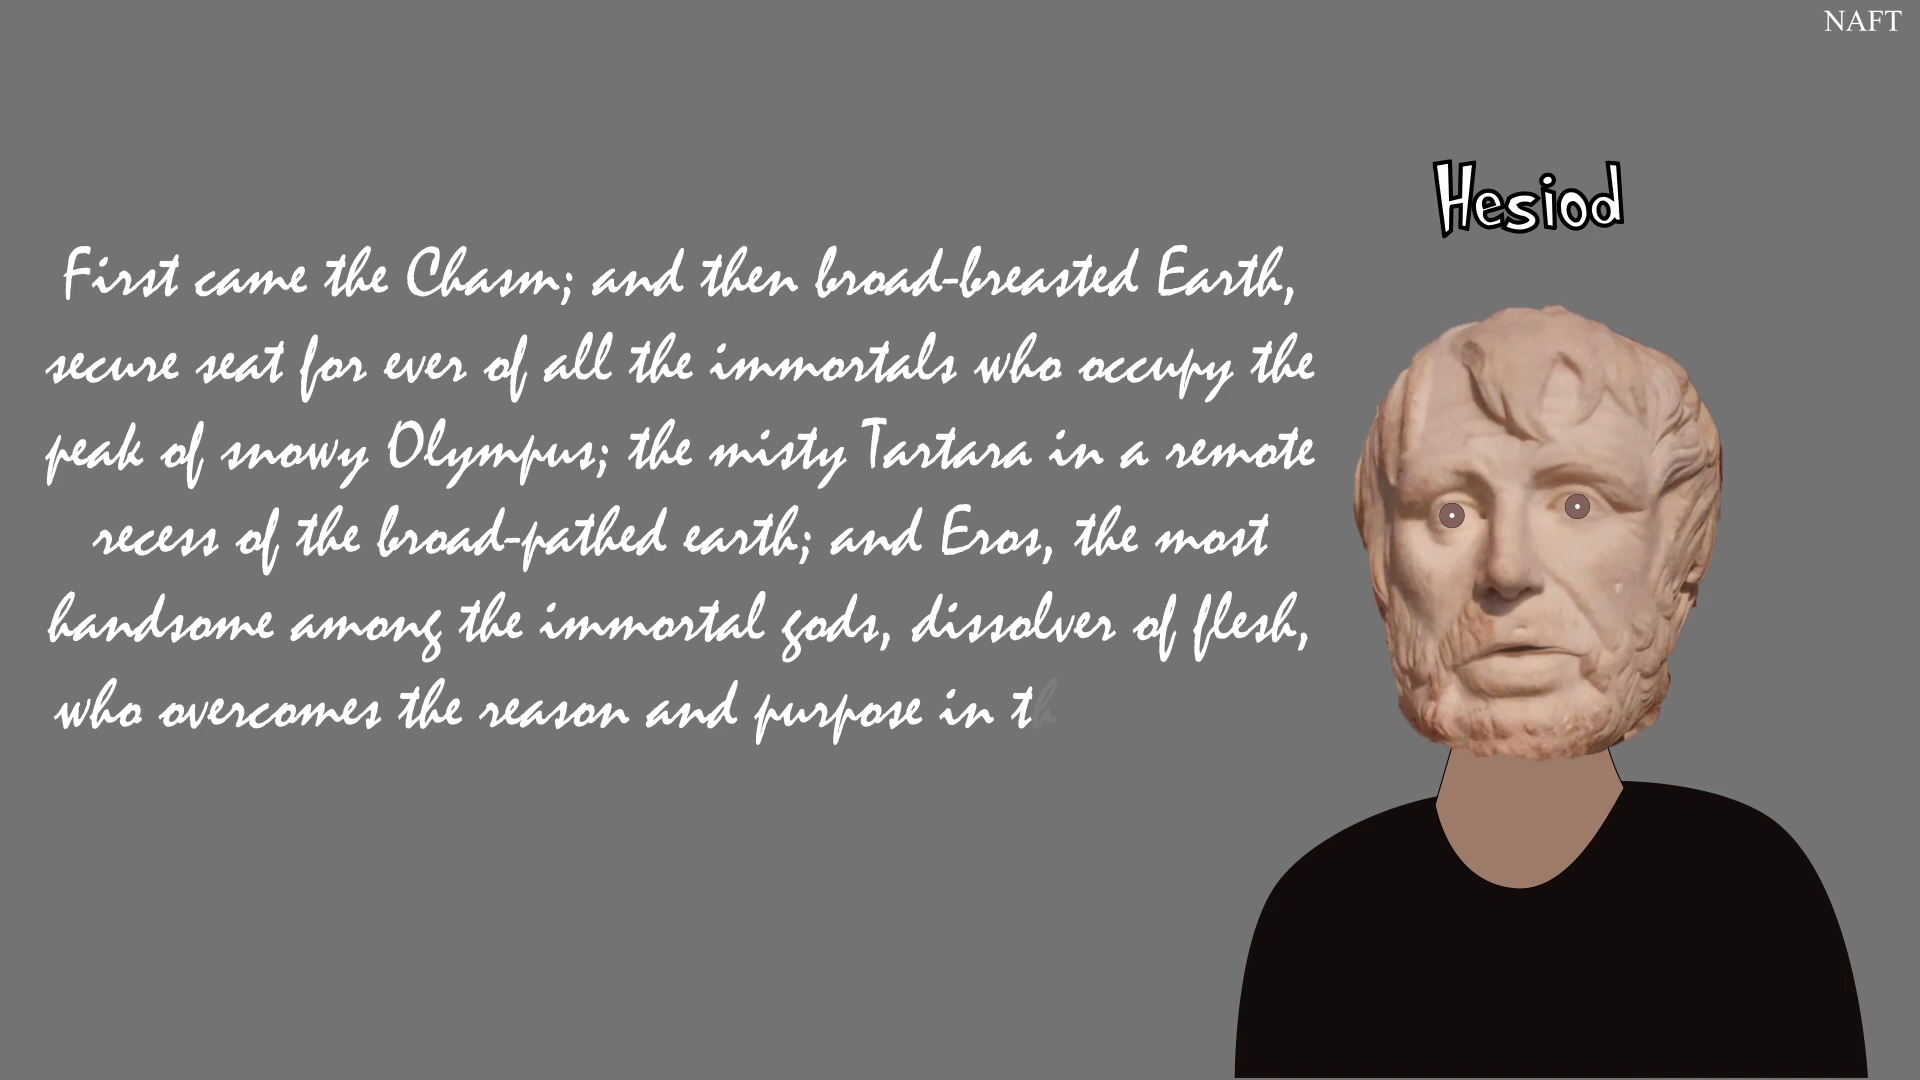 NAFT
Hesiod
First came the Chasm; and then broad-breasted Earth,
secure seat for ever of all the immortals who occupy the
peak of snowy Olympus; the misty Tartara in a remote
recess of the broad-pathed earth; and Eros, the most
handsome among the immortal gods, dissolver of flesh,
who overcomes the reason and purpose in th